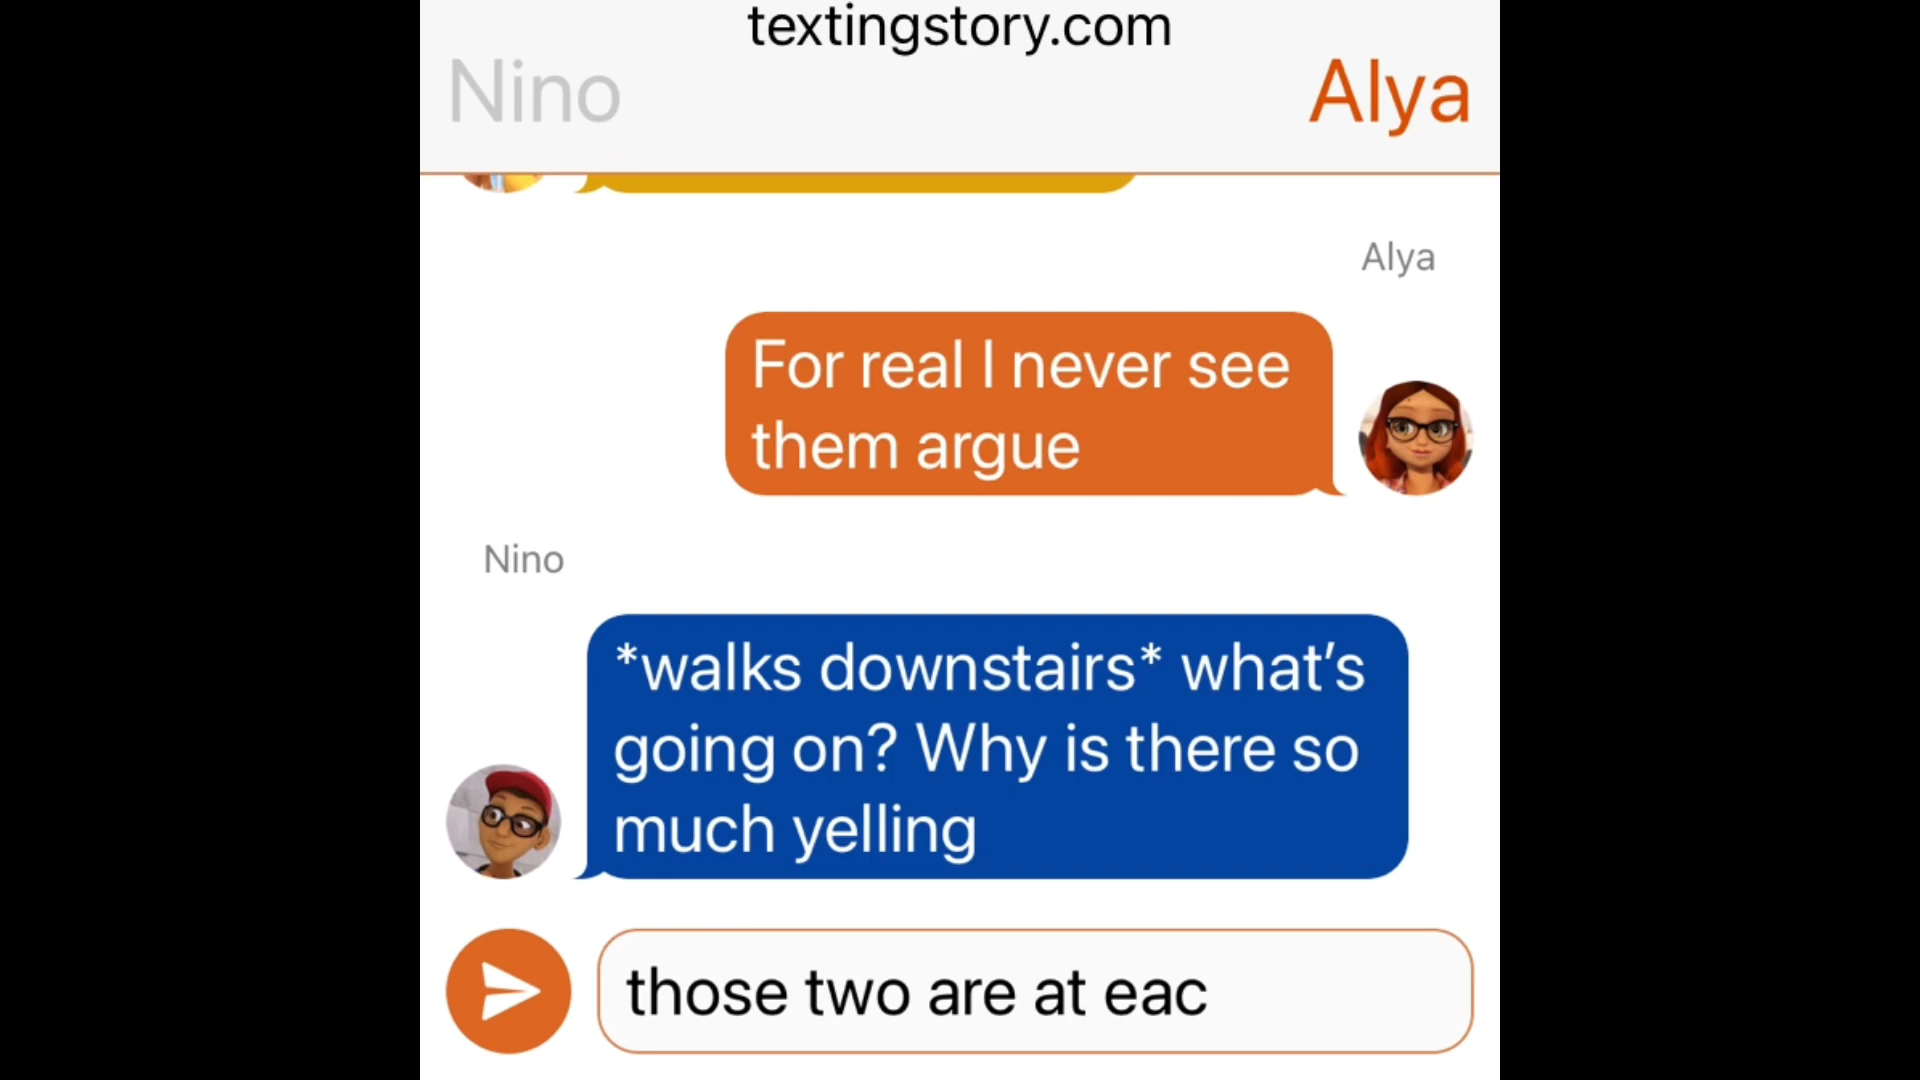 textingstory.com
Nino
Alya
Alya
For real I never see
them argue
Nino
*walks downstairs* what’s
going on? Why is there so
much yelling
those two are at eac